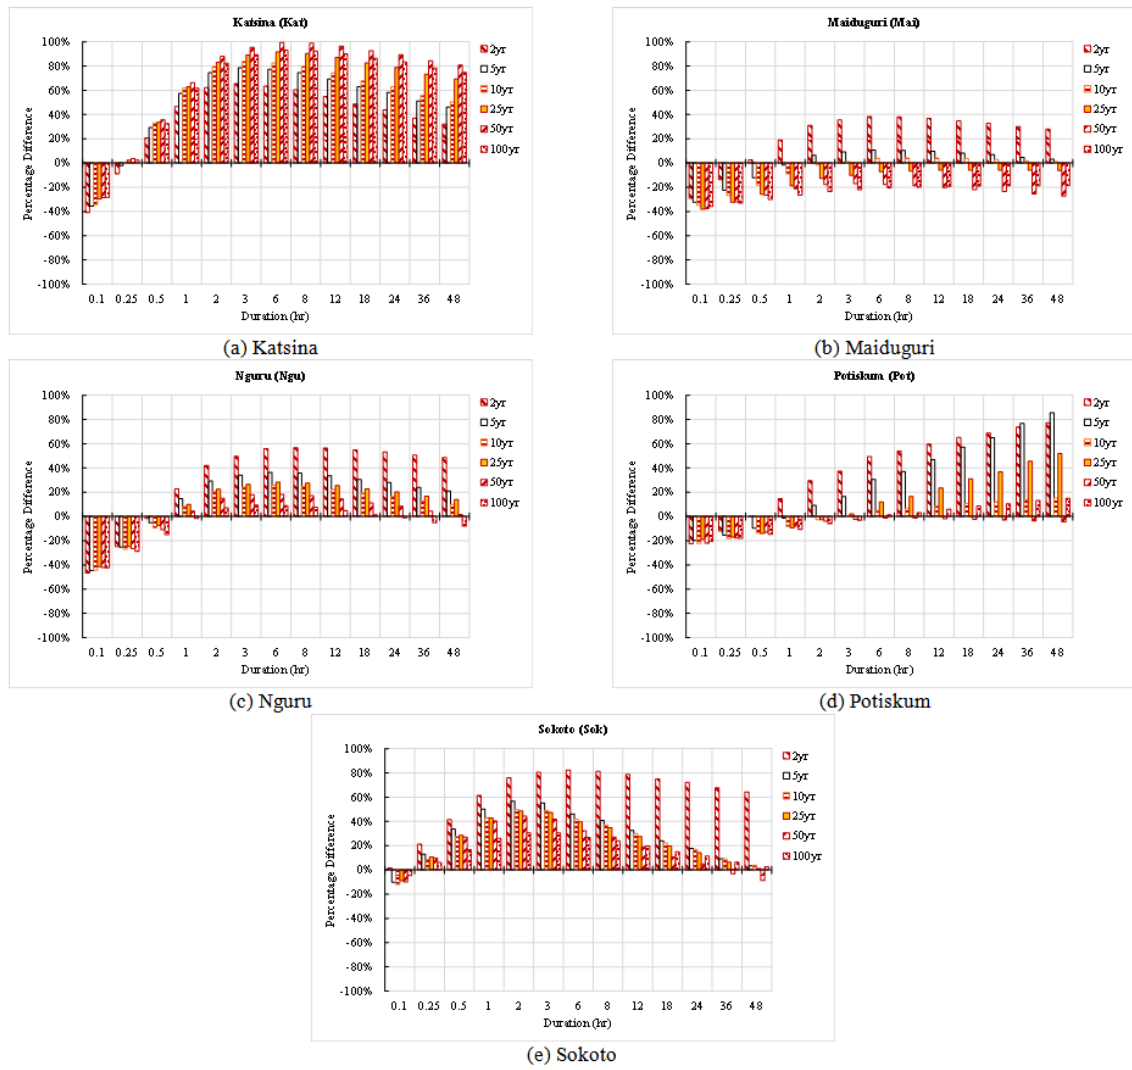 Katsina (Kat)
100%
80%
60%
40%
20%
0%
-20%
-40%
-60%
-80%
-100%
Percentage Difference
0.1 0.25 0.5 1 2 3 6 8 12 18 24 36 48
Duration (hr)
2yr
5yr
10yr
25yr
50yr
100yr
(a) Katsina
Maiduguri (Mai)
100%
80%
60%
40%
20%
0%
-20%
-40%
-60%
-80%
-100%
Percentage Difference
0.1 0.25 0.5 1 2 3 6 8 12 18 24 36 48
Duration (hr)
2yr
5yr
10yr
25yr
50yr
100yr
(b) Maiduguri
Nguru (Ngu)
100%
80%
60%
40%
20%
0%
-20%
-40%
-60%
-80%
-100%
Percentage Difference
0.1 0.25 0.5 1 2 3 6 8 12 18 24 36 48
Duration (hr)
2yr
5yr
10yr
25yr
50yr
100yr
(c) Nguru
Potiskum (Pot)
100%
80%
60%
40%
20%
0%
-20%
-40%
-60%
-80%
-100%
Percentage Difference
0.1 0.25 0.5 1 2 3 6 8 12 18 24 36 48
Duration (hr)
2yr
5yr
10yr
25yr
50yr
100yr
(d) Potiskum
Sokoto (Sok)
100%
80%
60%
40%
20%
0%
-20%
-40%
-60%
-80%
-100%
Percentage Difference
0.1 0.25 0.5 1 2 3 6 8 12 18 24 36 48
Duration (hr)
2yr
5yr
10yr
25yr
50yr
100yr
(e) Sokoto